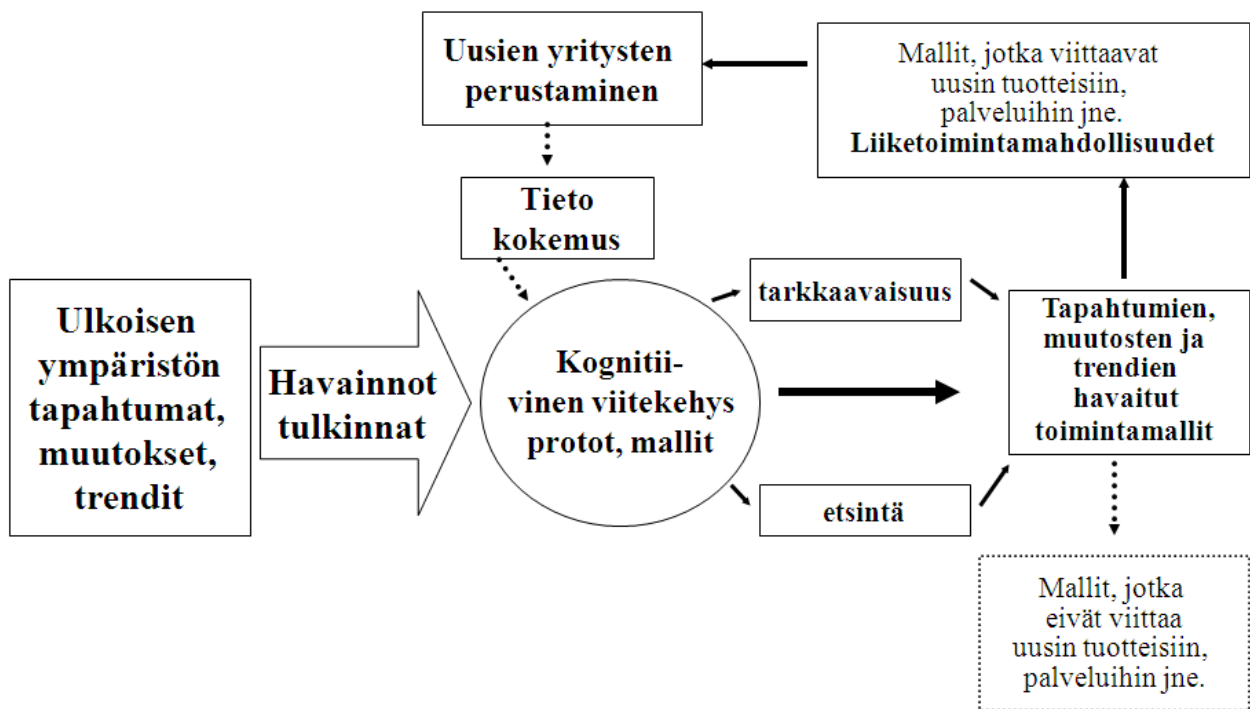 Uusien yritysten
perustaminen
Mallit, jotka viittaavat
uusin tuotteisiin,
palveluihin jne.
Liiketoimintamahdollisuudet
Tieto
kokemus
Ulkoisen
ympäristön
tapahtumat,
muutokset,
trendit
Havainnot
tulkinnat
Kognitii-
vinen viitekehys
protot, mallit
tarkkaavaisuus
etsintä
Tapahtumien,
muutosten ja
trendien
havaitut
toimintamallit
Mallit, jotka
eivät viittaa
uusin tuotteisiin,
palveluihin jne.